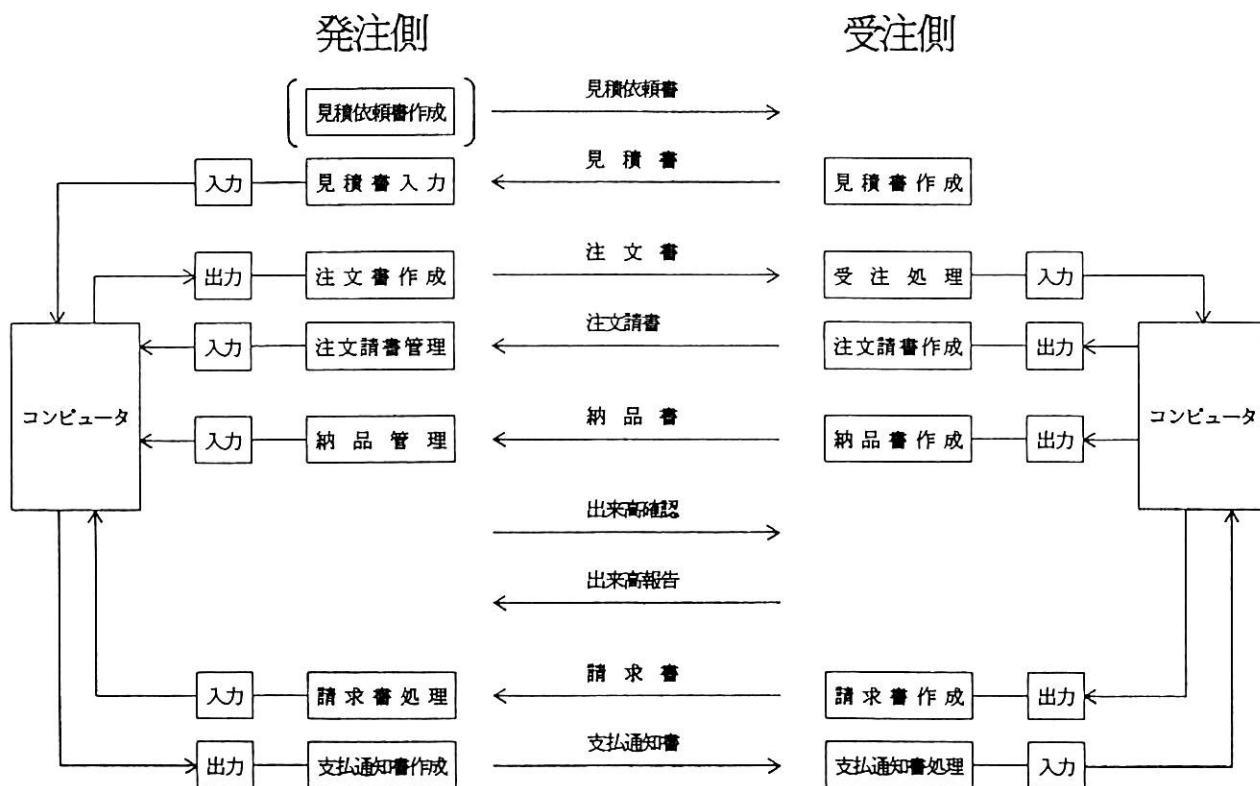 発注側 受注側
見積依頼書作成 見積依頼書
入力 見積書入力 見積書 見積書作成
出力 注文書作成 注文書 受注処理 入力
入力 注文請書管理 注文請書 注文請書作成 出力
コンピュータ コンピュータ
入力 納品管理 納品書 納品書作成 出力
出来高確認
出来高報告
入力 請求書処理 請求書 請求書作成 出力
出力 支払通知書作成 支払通知書 支払通知書処理 入力